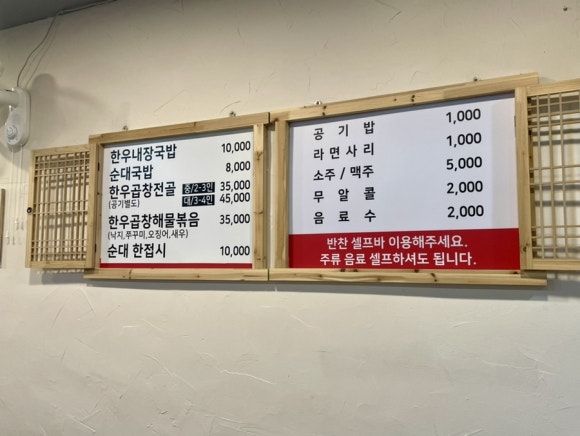 한우내장국밥 10,000
순대국밥 8,000
한우곱창전골 중/2-3인 35,000
(공기별도) 대/3-4인 45,000
한우곱창해물볶음 35,000
(낙지,쭈꾸미,오징어,새우)
순대 한접시 10,000
공기밥 1,000
라면사리 1,000
소주 / 맥주 5,000
무알콜 2,000
음료수 2,000
반찬 셀프바 이용해주세요.
주류 음료 셀프하셔도 됩니다.